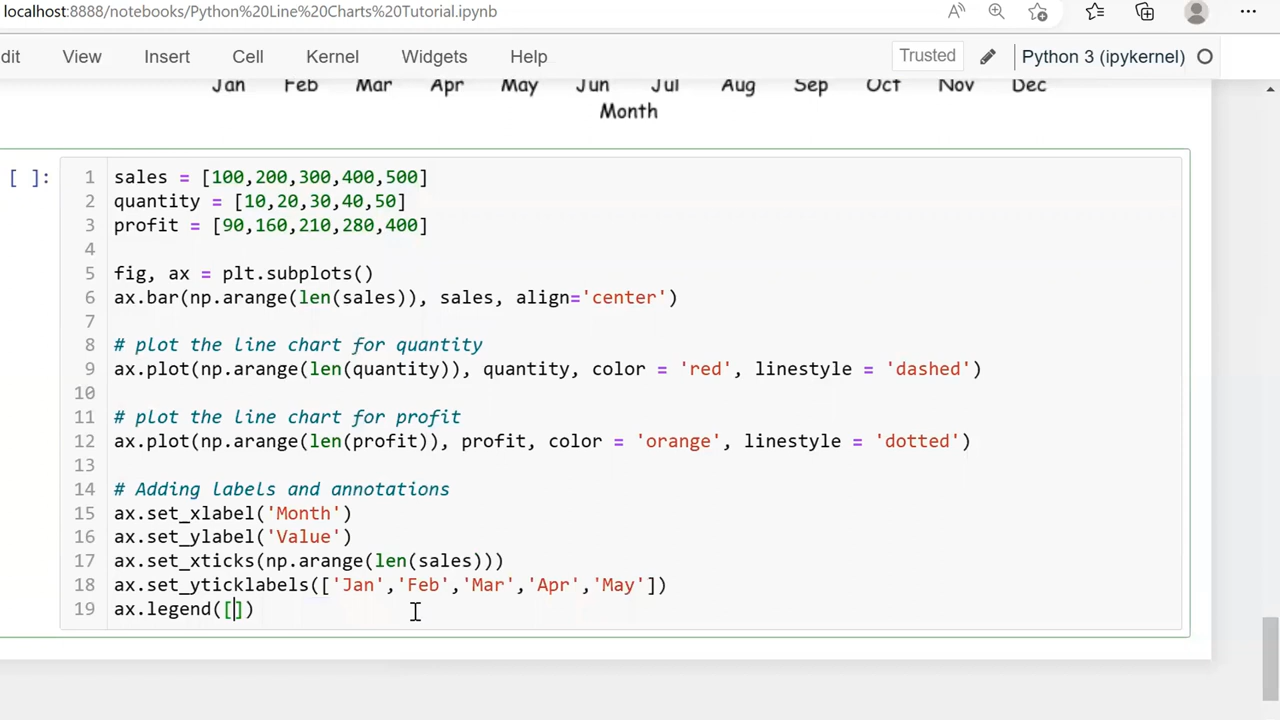 localhost:8888/notebooks/Python%20Line%20Charts%20Tutorial.ipynb
dit View Insert Cell Kernel Widgets Help Trusted Python 3 (ipykernel)
Jan Feb Mar Apr May Jun Jul Aug Sep Oct Nov Dec
Month
[ ]: 1 sales = [100,200,300,400,500]
2 quantity = [10,20,30,40,50]
3 profit = [90,160,210,280,400]
4
5 fig, ax = plt.subplots()
6 ax.bar(np.arange(len(sales)), sales, align='center')
7
8 # plot the line chart for quantity
9 ax.plot(np.arange(len(quantity)), quantity, color = 'red', linestyle = 'dashed')
10
11 # plot the line chart for profit
12 ax.plot(np.arange(len(profit)), profit, color = 'orange', linestyle = 'dotted')
13
14 # Adding labels and annotations
15 ax.set_xlabel('Month')
16 ax.set_ylabel('Value')
17 ax.set_xticks(np.arange(len(sales)))
18 ax.set_yticklabels(['Jan','Feb','Mar','Apr','May'])
19 ax.legend([])